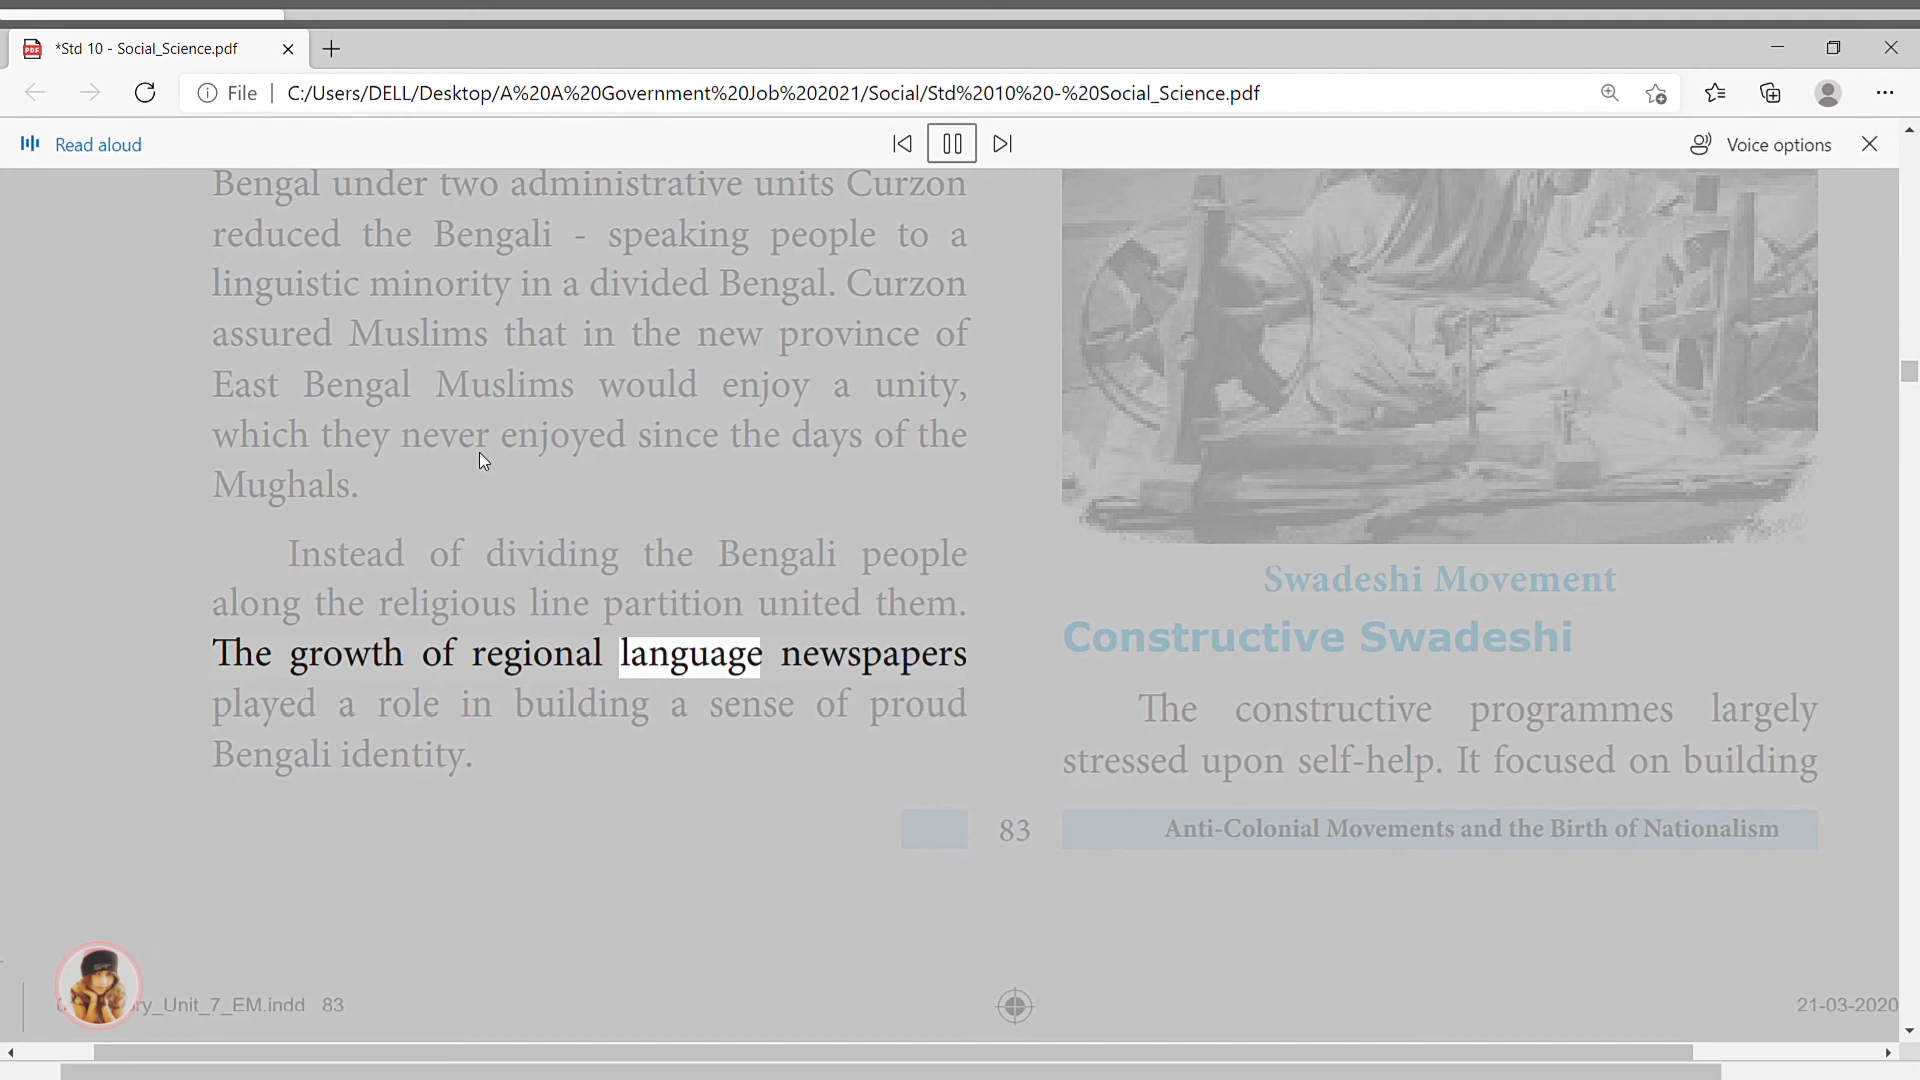 *Std 10 - Social_Science.pdf
File
C:/Users/DELL/Desktop/A%20A%20Government%20Job%202021/Social/Std%2010%20-%20Social_Science.pdf
Read aloud
Voice options
Bengal under two administrative units Curzon
reduced the Bengali - speaking people to a
linguistic minority in a divided Bengal. Curzon
assured Muslims that in the new province of
East Bengal Muslims would enjoy a unity,
which they never enjoyed since the days of the
Mughals.
Instead of dividing the Bengali people
along the religious line partition united them.
The growth of regional language newspapers
played a role in building a sense of proud
Bengali identity.
Swadeshi Movement
Constructive Swadeshi
The constructive programmes largely
stressed upon self-help. It focused on building
83
Anti-Colonial Movements and the Birth of Nationalism
ry_Unit_7_EM.indd 83
21-03-2020